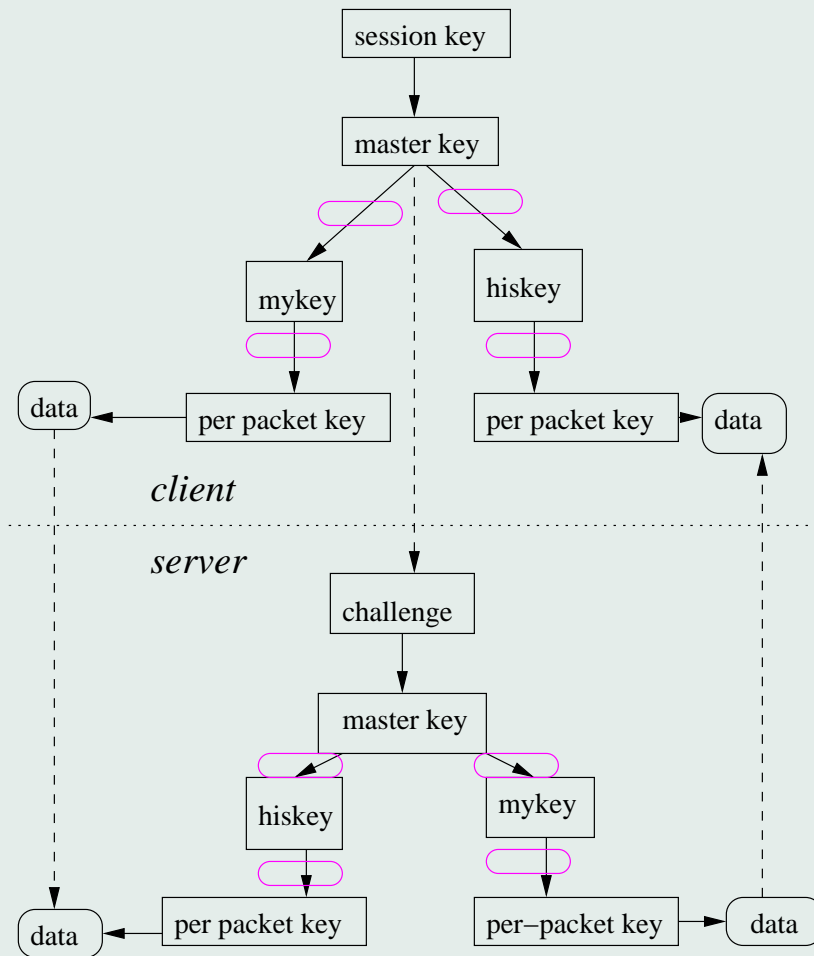 session key
master key
mykey
hiskey
data
per packet key
per packet key
data
client
server
challenge
master key
hiskey
mykey
data
per packet key
per–packet key
data